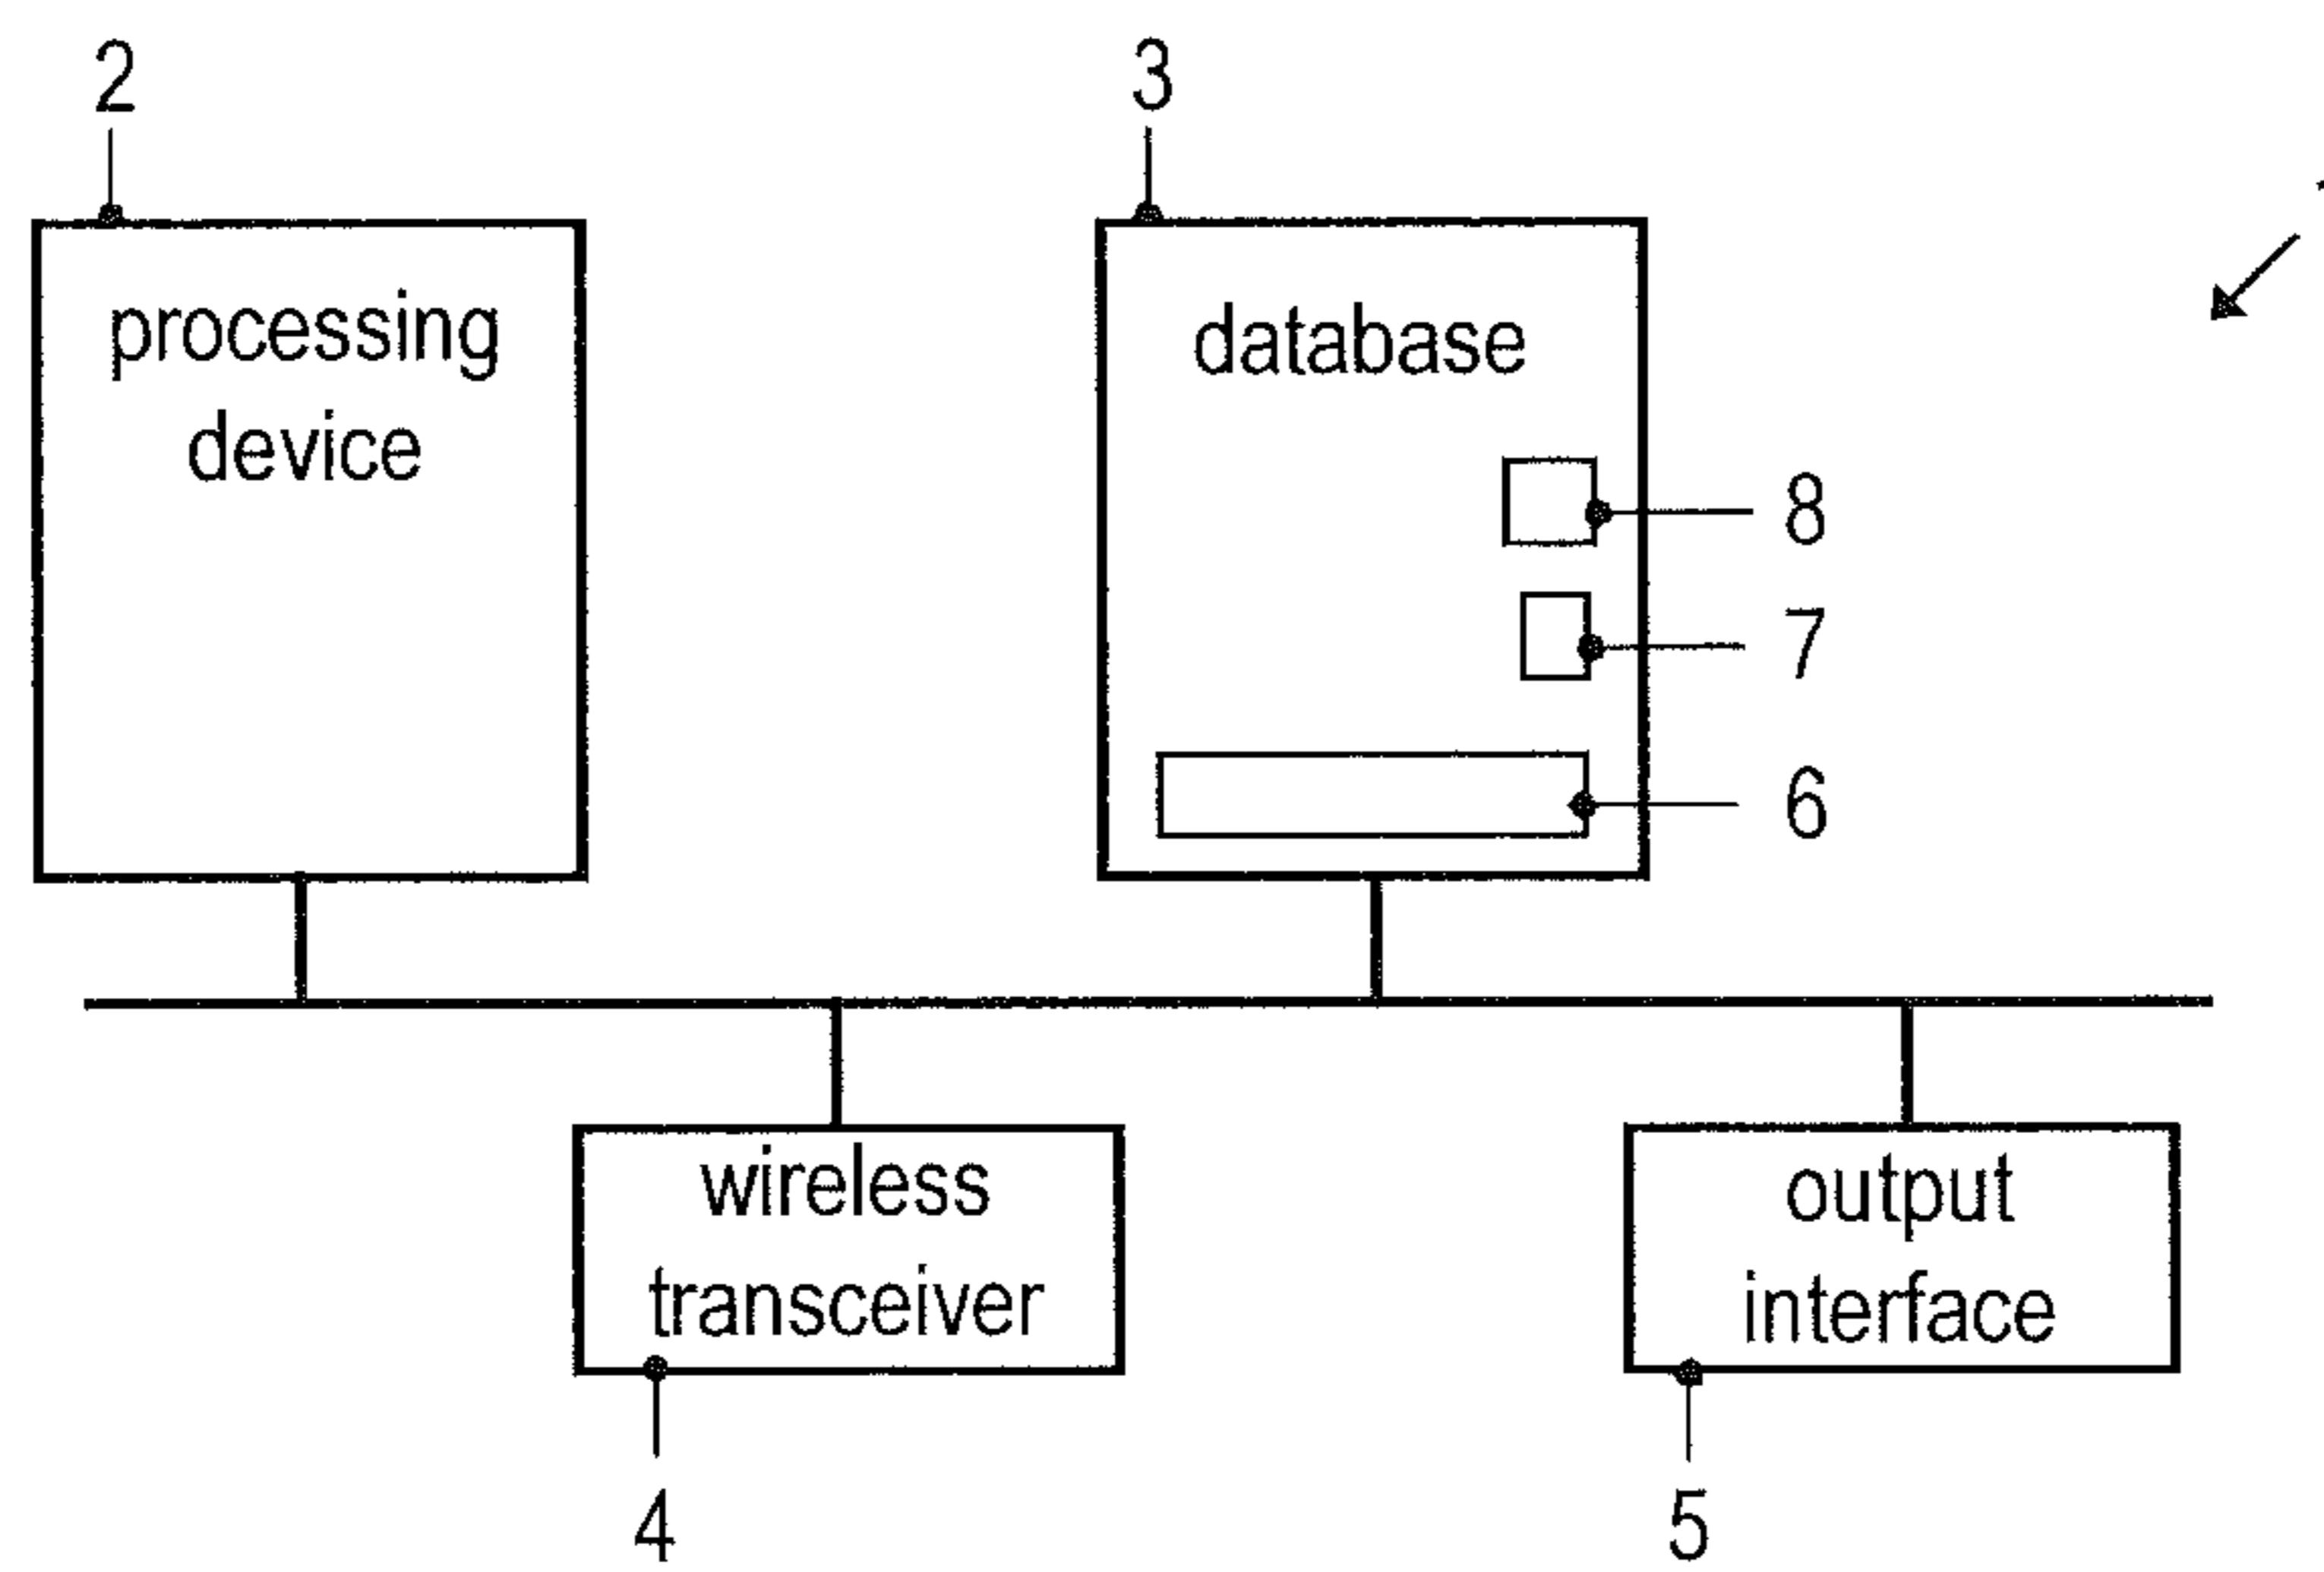 2
3
processing
device
database
8
7
6
wireless
transceiver
output
interface
4
5